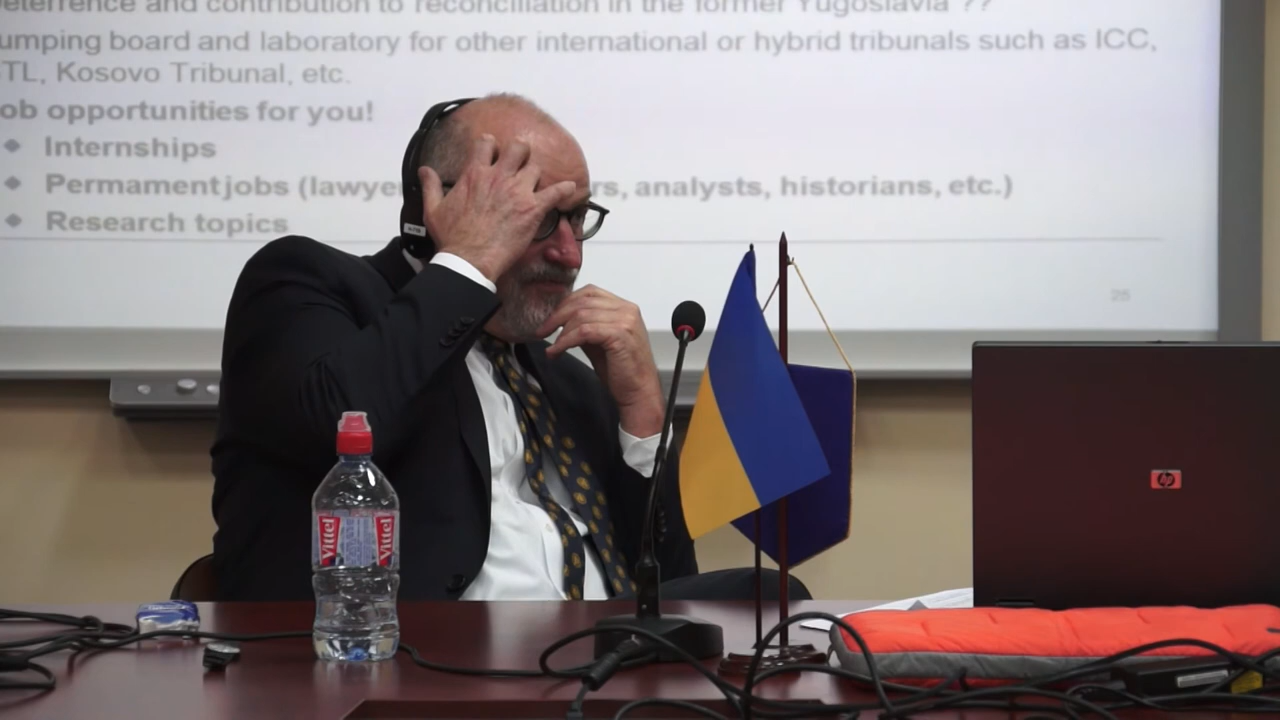 eterrence and contribution to reconciliation in the former Yugoslavia ??
umping board and laboratory for other international or hybrid tribunals such as ICC,
TL, Kosovo Tribunal, etc.
ob opportunities for you!
Internships
Permament jobs (lawye rs, analysts, historians, etc.)
Research topics
25
Vittel Vittel
hp